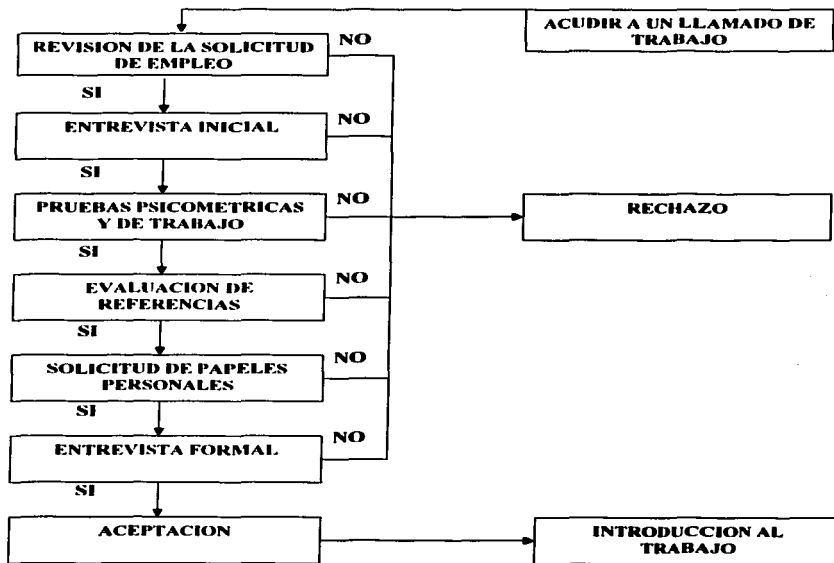 ACUDIR A UN LLAMADO DE
TRABAJO
REVISION DE LA SOLICITUD
DE EMPLEO
NO
SI
ENTREVISTA INICIAL
NO
SI
PRUEBAS PSICOMETRICAS
Y DE TRABAJO
NO
RECHAZO
SI
EVALUACION DE
REFERENCIAS
NO
SI
SOLICITUD DE PAPELES
PERSONALES
NO
SI
ENTREVISTA FORMAL
NO
SI
ACEPTACION
INTRODUCCION AL
TRABAJO